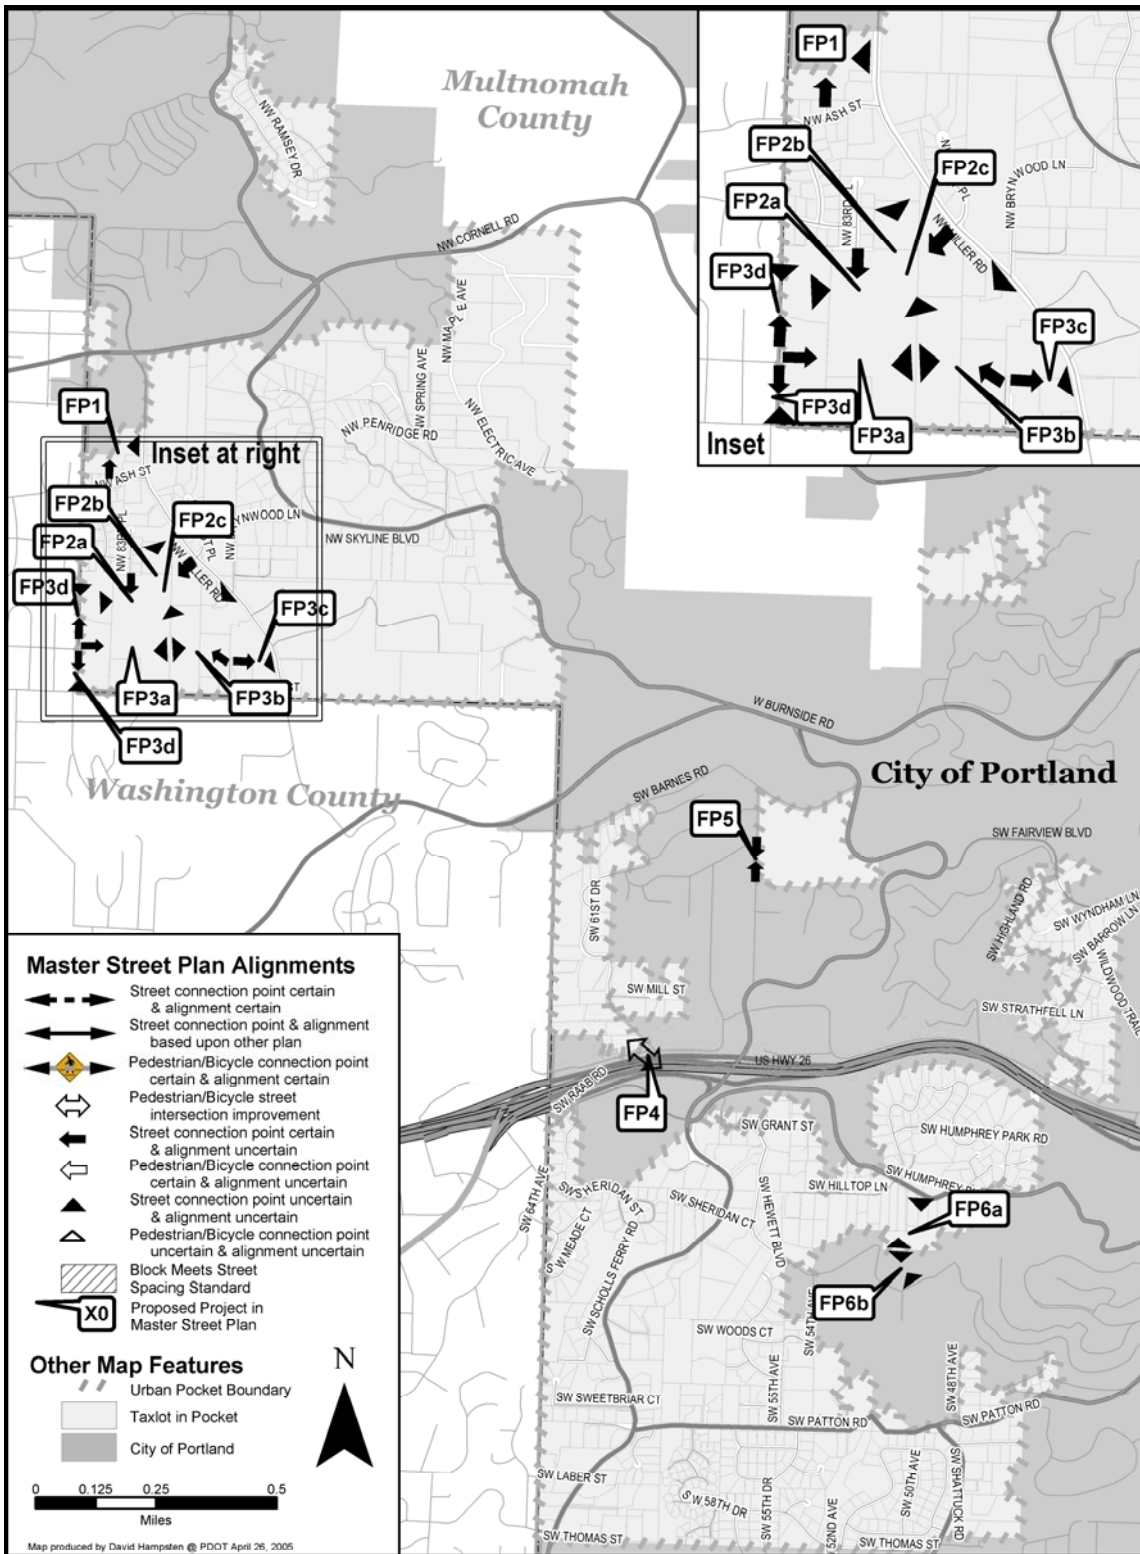 Multnomah
County
NW RAMSEY DR
NW CORNELL RD
NW SPRING AVE
NW PENRIDGE RD
NW ELECTRIC AVE
NW SKYLINE BLVD
FP1
Inset at right
NW ASH ST
FP2b
FP2c
FP2a
NW MILLER RD
FP3d
FP3c
FP3a
FP3b
FP3d
FP1
NW ASH ST
FP2b
FP2c
NW BRYNWOOD LN
FP2a
NW MILLER RD
FP3d
FP3c
FP3d
FP3a
FP3b
Inset
Washington County
W BURNSIDE RD
City of Portland
SW BARNES RD
FP5
SW FAIRVIEW BLVD
SW 61ST DR
SW HIGHLAND RD
SW WYNDHAM LN
SW BARROW LN
WILDWOOD TRAIL
SW MILL ST
SW STRATHFELL LN
US HWY 26
SW RAAB RD
FP4
SW GRANT ST
SW HUMPHREY PARK RD
SW 64TH AVE
SW SHERIDAN ST
SW SHERIDAN CT
SW HILLTOP LN
SW MEADE CT
SW SCHOLLS FERRY RD
SW HEWETT BLVD
FP6a
FP6b
SW 54TH AVE
SW WOODS CT
SW 55TH AVE
SW 48TH AVE
SW SWEETBRIAR CT
SW PATTON RD
SW PATTON RD
SW LABER ST
SW 58TH DR
SW 55TH DR
SW 50TH AVE
SW SHATTUCK RD
SW THOMAS ST
52ND AVE
SW THOMAS ST
Master Street Plan Alignments
Street connection point certain
& alignment certain
Street connection point & alignment
based upon other plan
Pedestrian/Bicycle connection point
certain & alignment certain
Pedestrian/Bicycle street
intersection improvement
Street connection point certain
& alignment uncertain
Pedestrian/Bicycle connection point
certain & alignment uncertain
Street connection point uncertain
& alignment uncertain
Pedestrian/Bicycle connection point
uncertain & alignment uncertain
Block Meets Street
Spacing Standard
X0
Proposed Project in
Master Street Plan
Other Map Features
Urban Pocket Boundary
Taxlot in Pocket
City of Portland
N
0 0.125 0.25 0.5
Miles
Map produced by David Hampsten @ PDOT April 26, 2005